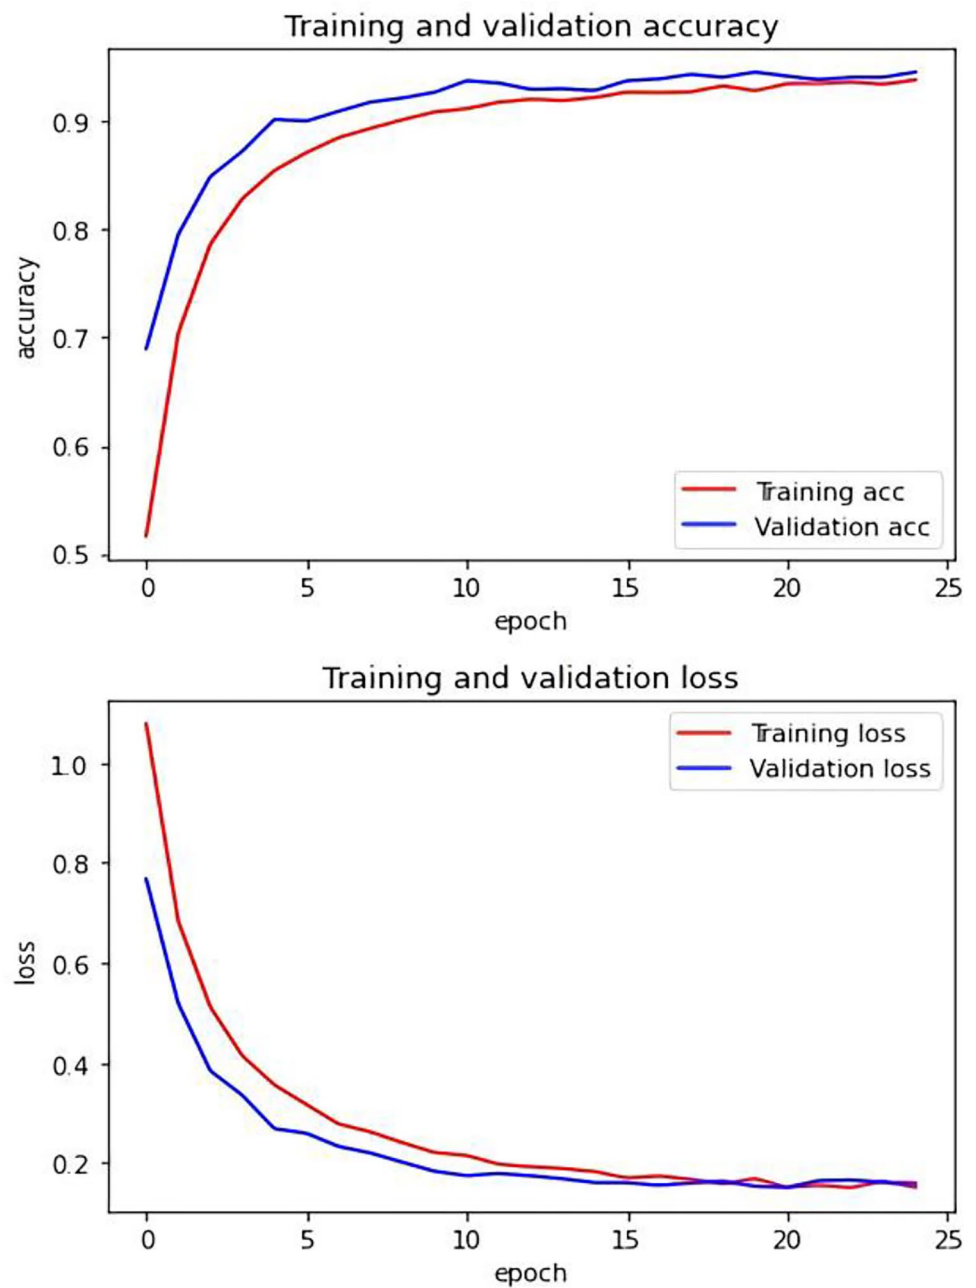 Training and validation accuracy
0.9
0.8
0.7
0.6
0.5
accuracy
Training acc
Validation acc
0 5 10 15 20 25
epoch
Training and validation loss
1.0
0.8
0.6
0.4
0.2
loss
Training loss
Validation loss
0 5 10 15 20 25
epoch